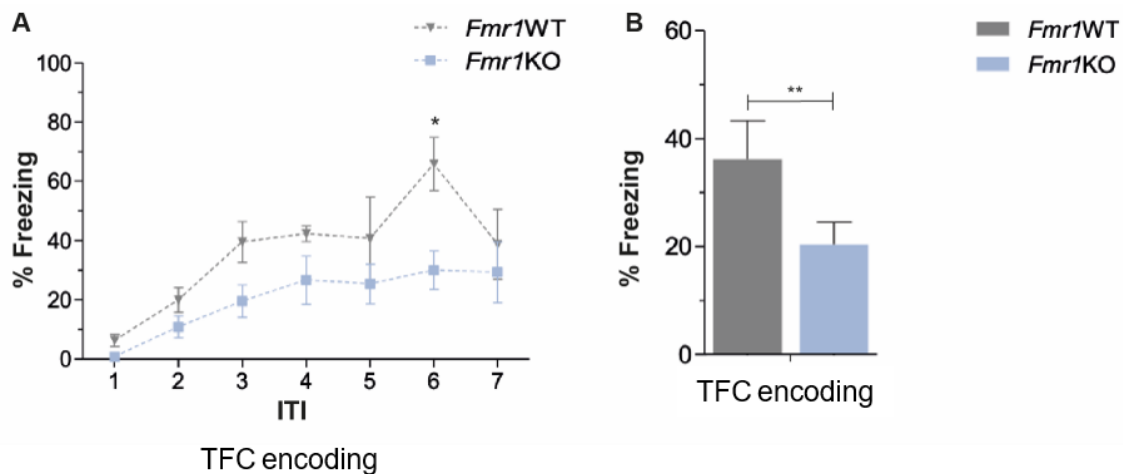 A
Fmr1WT
Fmr1KO
% Freezing
100
80
60
40
20
0
*
1 2 3 4 5 6 7
ITI
TFC encoding
B
Fmr1WT
Fmr1KO
% Freezing
60
40
20
0
**
TFC encoding